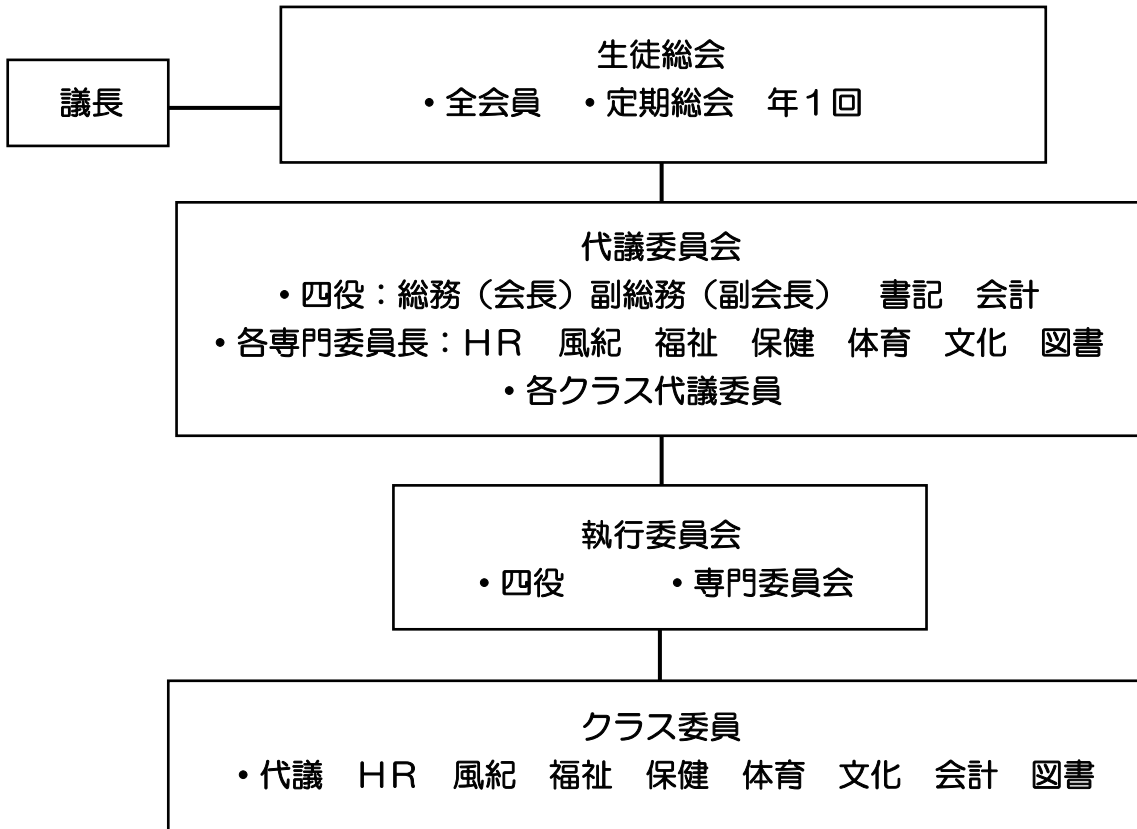 議長
生徒総会
・全会員　・定期総会　年１回
代議委員会
・四役：総務（会長）副総務（副会長）　書記　会計
・各専門委員長：ＨＲ　風紀　福祉　保健　体育　文化　図書
・各クラス代議委員
執行委員会
・四役　　　・専門委員会
クラス委員
・代議　ＨＲ　風紀　福祉　保健　体育　文化　会計　図書